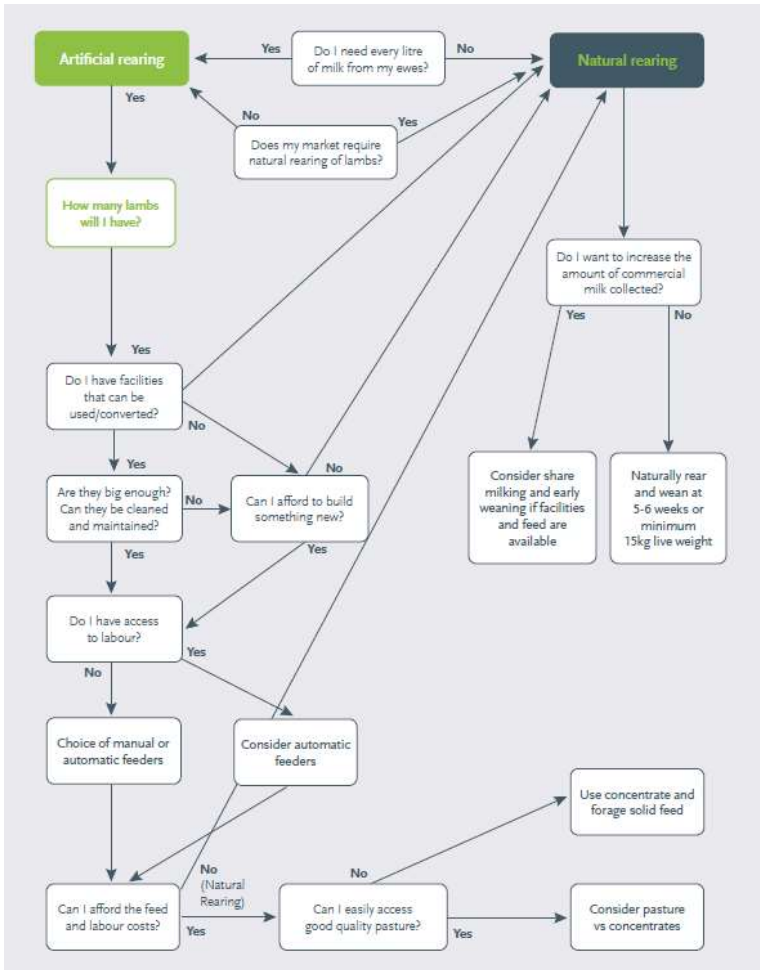 Artificial rearing
Yes
Do I need every litre
of milk from my ewes?
No
Natural rearing
Yes
No
Yes
Does my market require
natural rearing of lambs?
How many lambs
will I have?
Do I want to increase the
amount of commercial
milk collected?
Yes
No
Yes
Do I have facilities
that can be
used/converted?
No
Yes
No
Are they big enough?
Can they be cleaned
and maintained?
No
Can I afford to build
something new?
Consider share
milking and early
weaning if facilities
and feed are
available
Naturally rear
and wean at
5-6 weeks or
minimum
15kg live weight
Yes
Yes
Do I have access
to labour?
Yes
No
Choice of manual or
automatic feeders
Consider automatic
feeders
Use concentrate and
forage solid feed
No
(Natural
Rearing)
No
Can I afford the feed
and labour costs?
Yes
Can I easily access
good quality pasture?
Yes
Consider pasture
vs concentrates